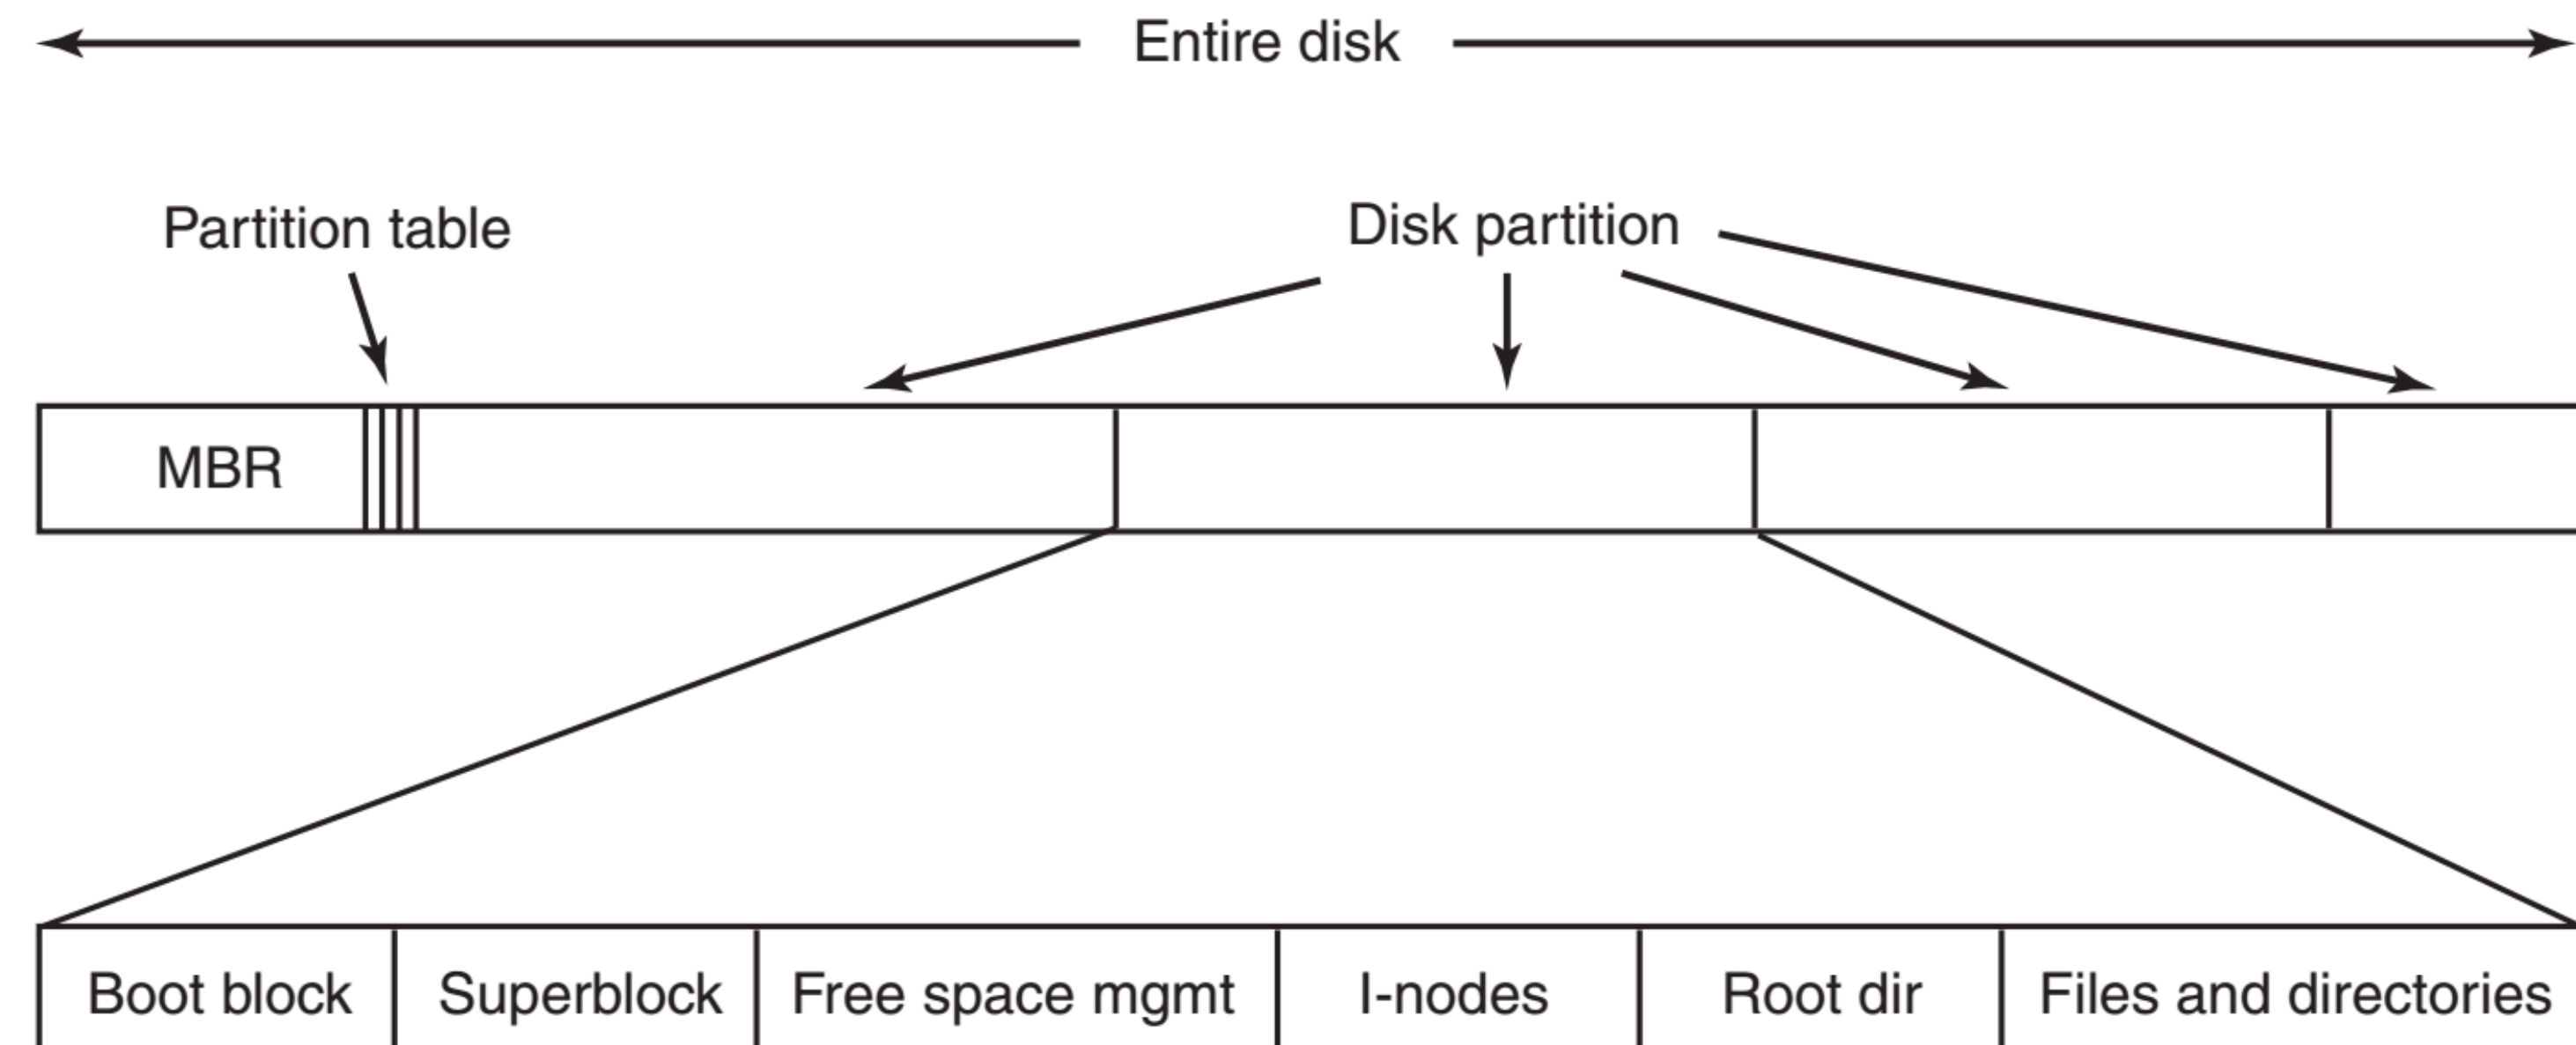 Entire disk
Partition table
Disk partition
MBR
Boot block
Superblock
Free space mgmt
I-nodes
Root dir
Files and directories